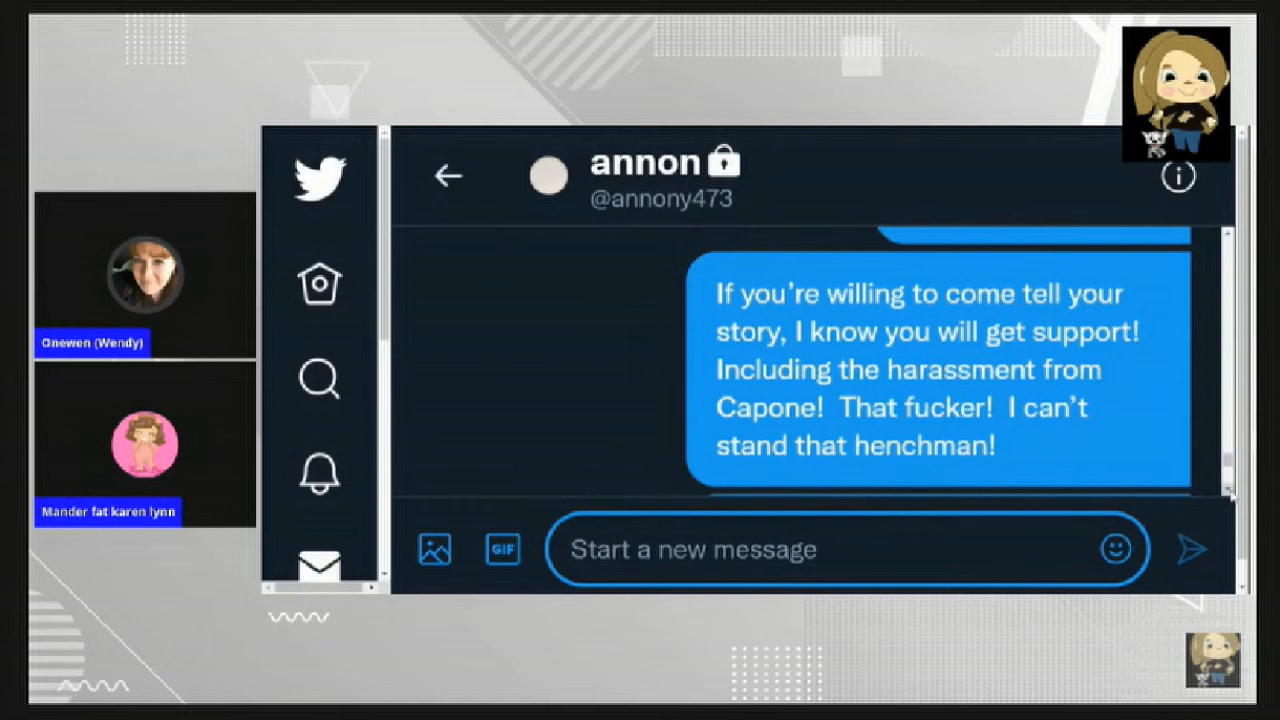 annon
@annony473
If you're willing to come tell your
story, I know you will get support!
Including the harassment from
Capone!  That fucker!  I can't
stand that henchman!
GIF
Start a new message
Onewen (Wendy)
Mander fat karen lynn